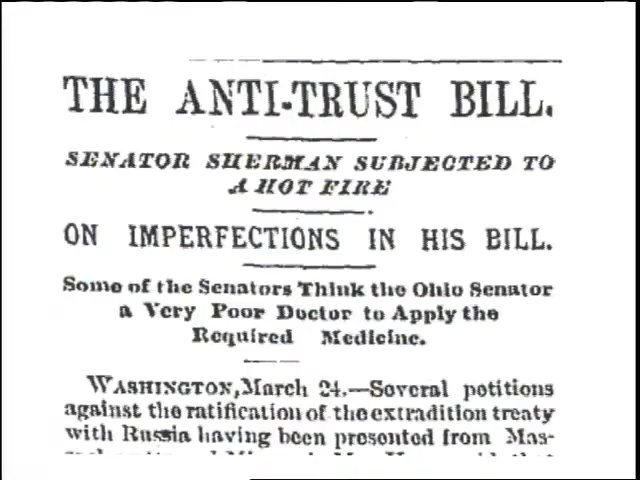 THE ANTI-TRUST BILL.
SENATOR SHERMAN SUBJECTED TO
A HOT FIRE
ON IMPERFECTIONS IN HIS BILL.
Some of the Senators Think the Ohio Senator
a Very Poor Doctor to Apply the
Required Medicine.
WASHINGTON, March 24.—Several petitions
against the ratification of the extradition treaty
with Russia having been presented from Mas-